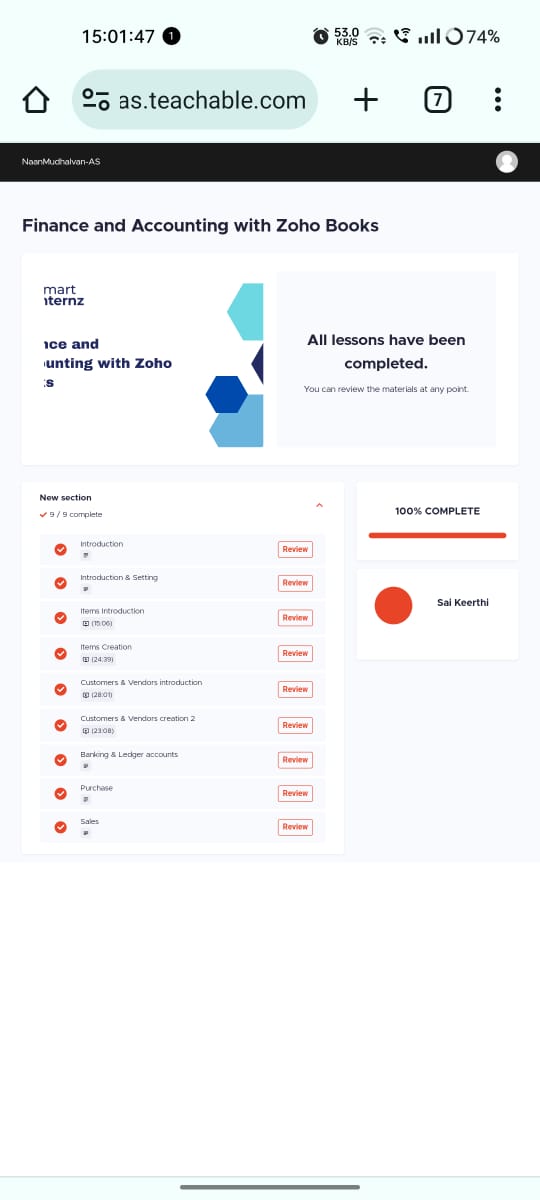 15:01:47 1 53.0 KB/S 74%
as.teachable.com 7
NaanMudhalvan-AS
Finance and Accounting with Zoho Books
mart
nternz
nce and
unting with Zoho
s
All lessons have been
completed.
You can review the materials at any point.
New section
9 / 9 complete
Introduction
Review
Introduction & Setting
Review
Items Introduction
(15:06)
Review
Items Creation
(24:39)
Review
Customers & Vendors introduction
(28:01)
Review
Customers & Vendors creation 2
(23:08)
Review
Banking & Ledger accounts
Review
Purchase
Review
Sales
Review
100% COMPLETE
Sai Keerthi